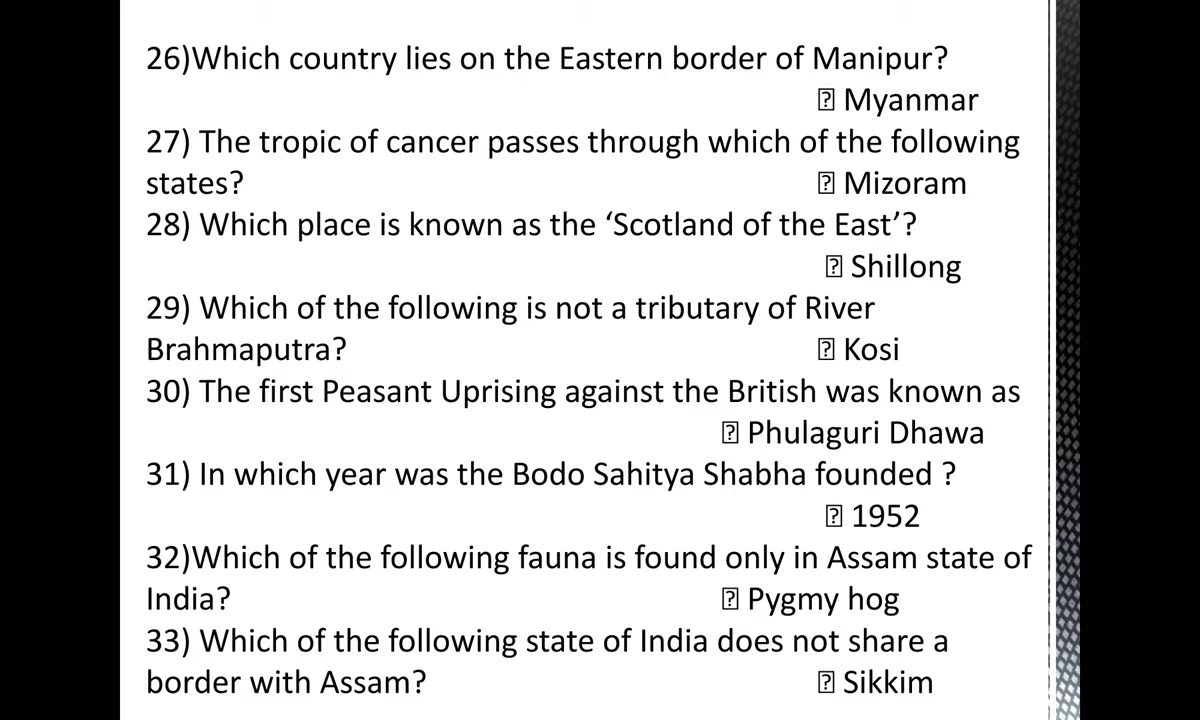 26)Which country lies on the Eastern border of Manipur?
⍰ Myanmar
27) The tropic of cancer passes through which of the following
states? ⍰ Mizoram
28) Which place is known as the ‘Scotland of the East’?
⍰ Shillong
29) Which of the following is not a tributary of River
Brahmaputra? ⍰ Kosi
30) The first Peasant Uprising against the British was known as
⍰ Phulaguri Dhawa
31) In which year was the Bodo Sahitya Shabha founded ?
⍰ 1952
32)Which of the following fauna is found only in Assam state of
India? ⍰ Pygmy hog
33) Which of the following state of India does not share a
border with Assam? ⍰ Sikkim